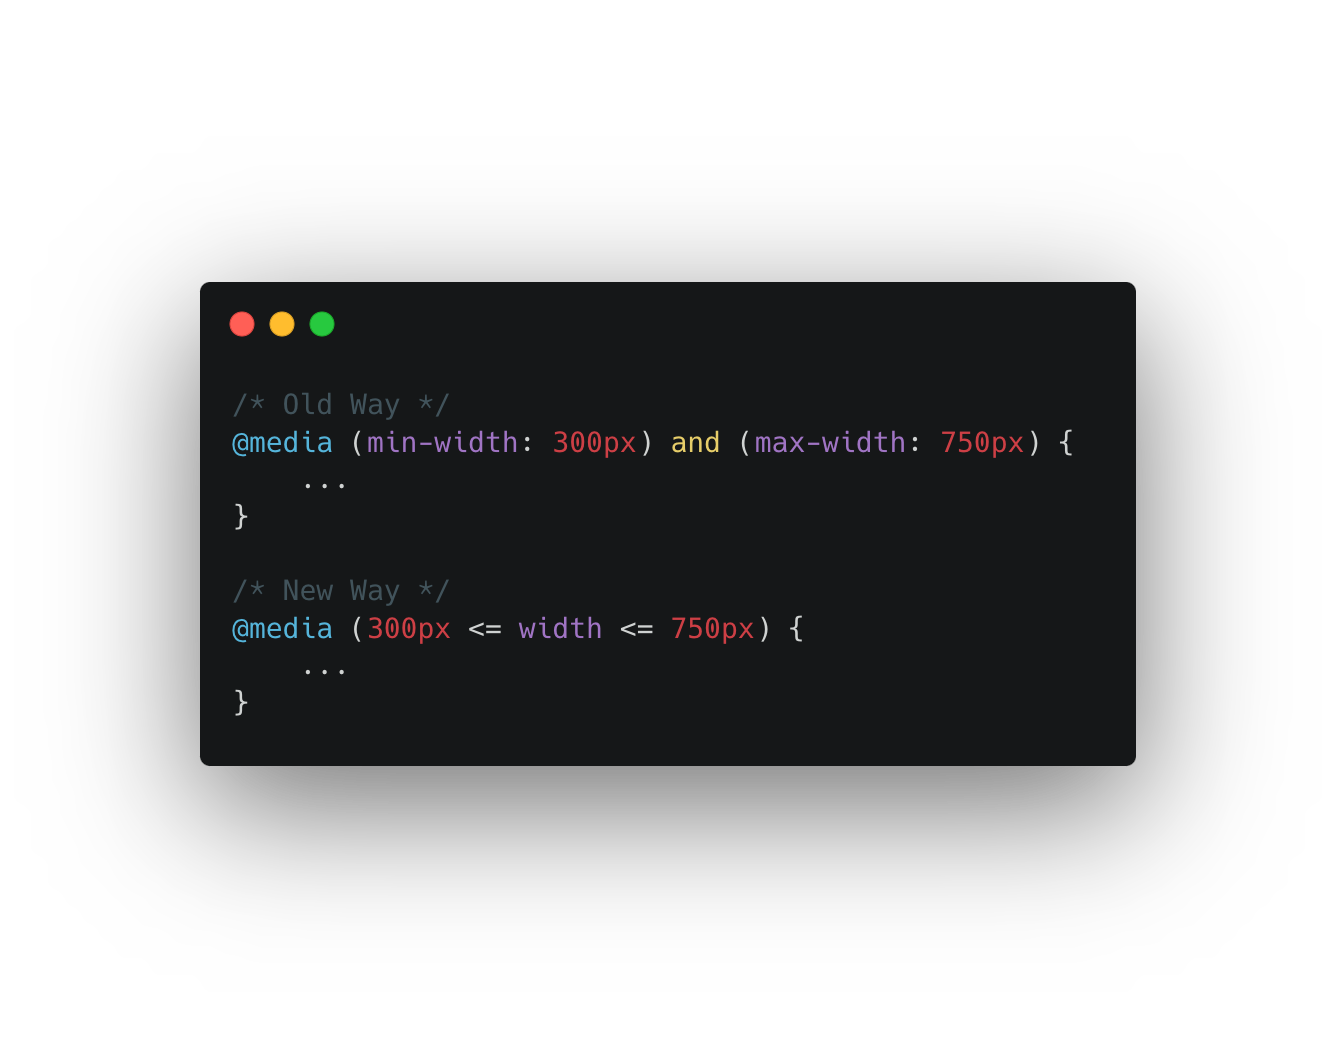 /* Old Way */
@media (min-width: 300px) and (max-width: 750px) {
    ...
}

/* New Way */
@media (300px <= width <= 750px) {
    ...
}